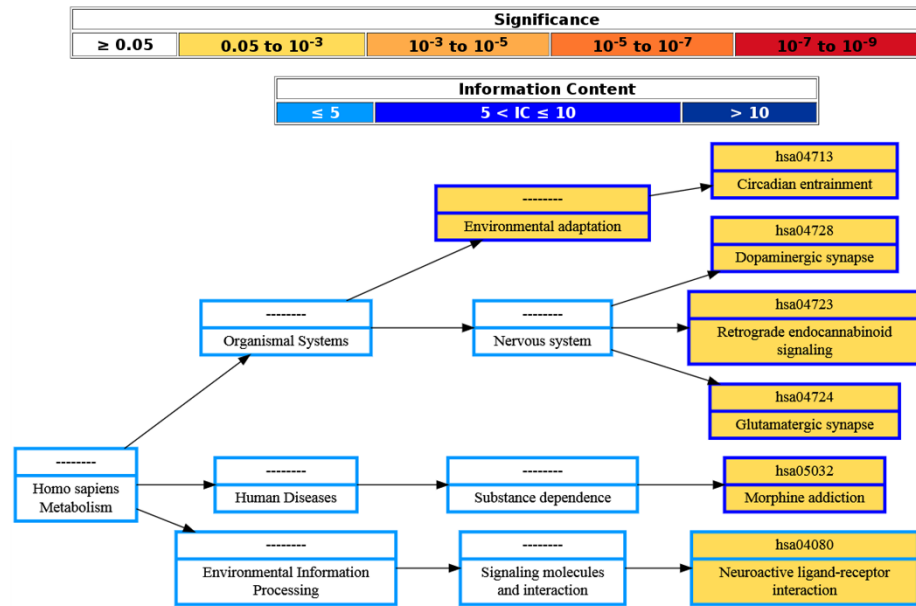 Significance
≥ 0.05 0.05 to 10⁻³ 10⁻³ to 10⁻⁵ 10⁻⁵ to 10⁻⁷ 10⁻⁷ to 10⁻⁹
Information Content
≤ 5 5 < IC ≤ 10 > 10
hsa04713
Circadian entrainment
--------
Environmental adaptation
hsa04728
Dopaminergic synapse
--------
Organismal Systems
--------
Nervous system
hsa04723
Retrograde endocannabinoid
signaling
hsa04724
Glutamatergic synapse
--------
Homo sapiens
Metabolism
--------
Human Diseases
--------
Substance dependence
hsa05032
Morphine addiction
--------
Environmental Information
Processing
--------
Signaling molecules
and interaction
hsa04080
Neuroactive ligand-receptor
interaction